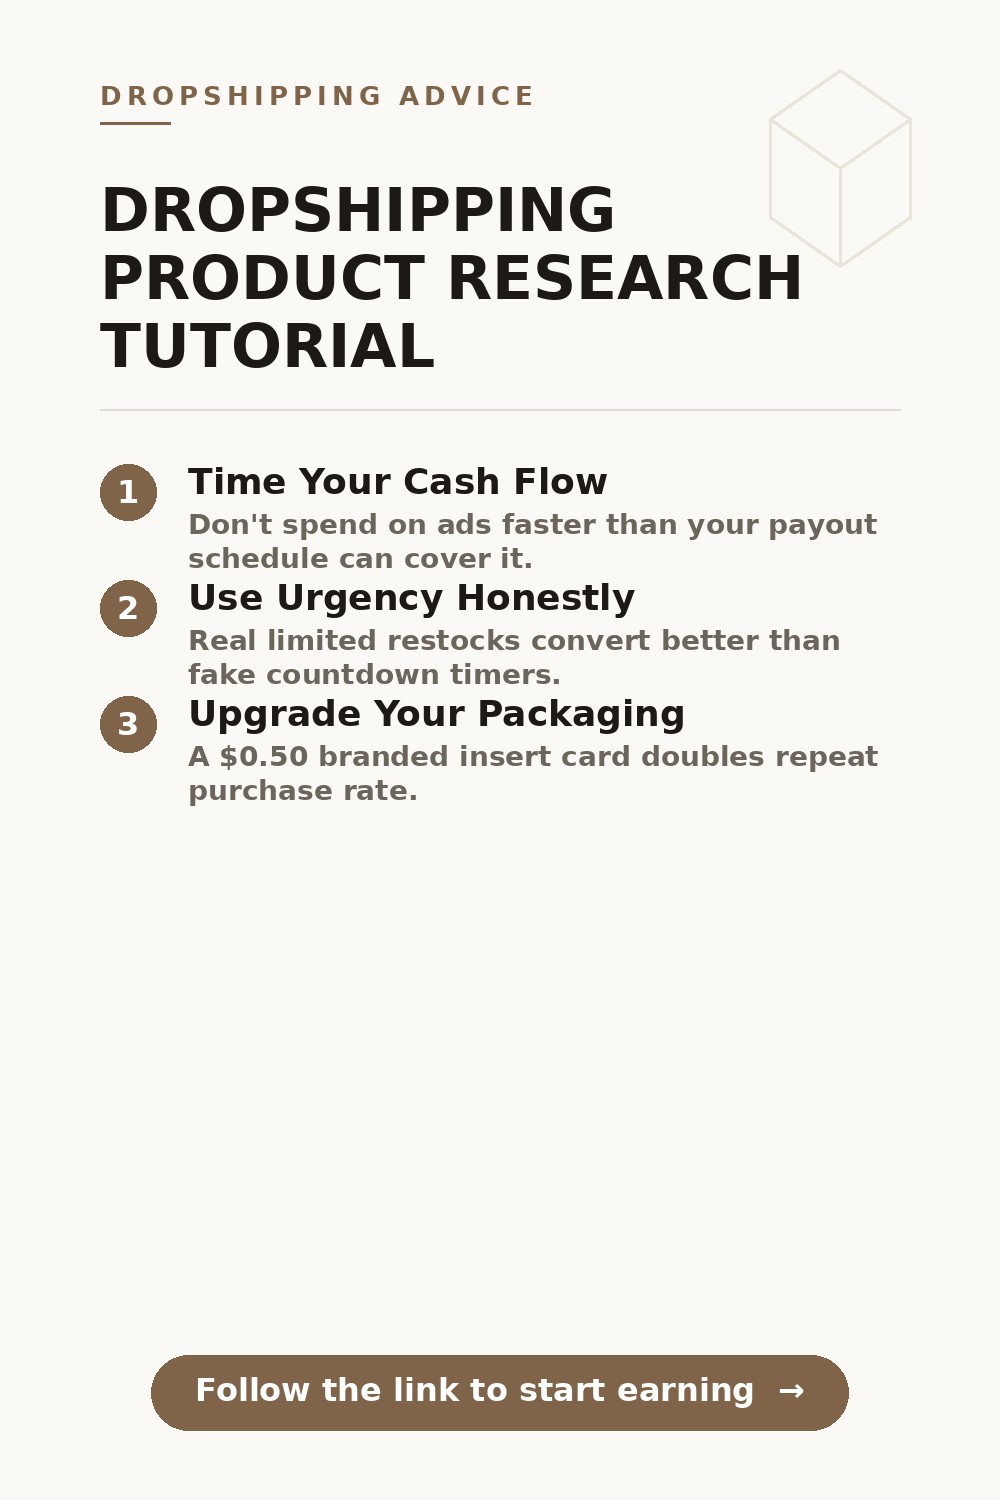 DROPSHIPPING ADVICE
DROPSHIPPING
PRODUCT RESEARCH
TUTORIAL
1 Time Your Cash Flow
Don't spend on ads faster than your payout
schedule can cover it.
2 Use Urgency Honestly
Real limited restocks convert better than
fake countdown timers.
3 Upgrade Your Packaging
A $0.50 branded insert card doubles repeat
purchase rate.
Follow the link to start earning →